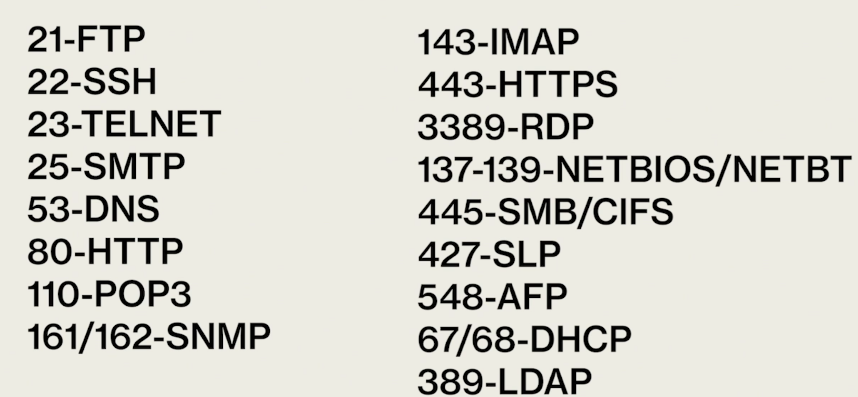 21-FTP
22-SSH
23-TELNET
25-SMTP
53-DNS
80-HTTP
110-POP3
161/162-SNMP
143-IMAP
443-HTTPS
3389-RDP
137-139-NETBIOS/NETBT
445-SMB/CIFS
427-SLP
548-AFP
67/68-DHCP
389-LDAP